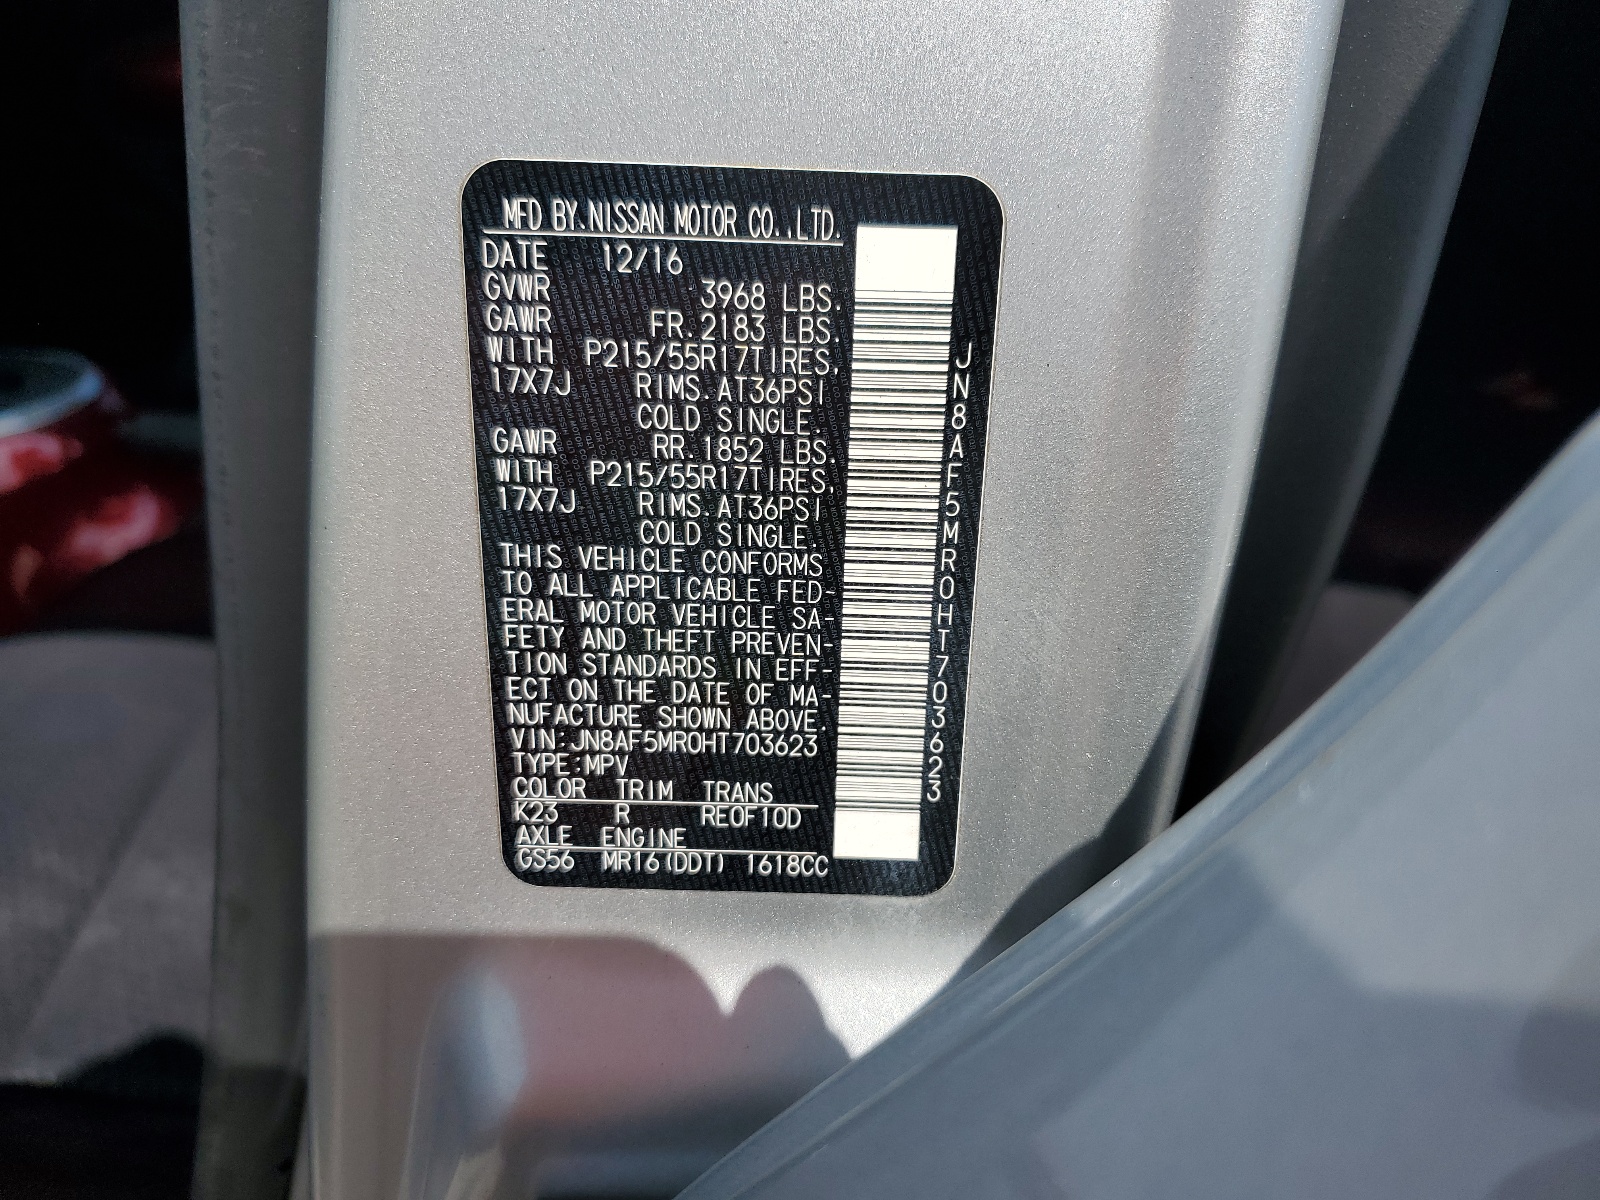 MFD BY.NISSAN MOTOR CO.,LTD.
DATE 12/16
GVWR 3968 LBS.
GAWR FR.2183 LBS.
WITH P215/55R17TIRES,
17X7J RIMS.AT36PSI
COLD SINGLE.
GAWR RR.1852 LBS.
WITH P215/55R17TIRES,
17X7J RIMS.AT36PSI
COLD SINGLE.
THIS VEHICLE CONFORMS
TO ALL APPLICABLE FED-
ERAL MOTOR VEHICLE SA-
FETY AND THEFT PREVEN-
TION STANDARDS IN EFF-
ECT ON THE DATE OF MA-
NUFACTURE SHOWN ABOVE.
VIN:JN8AF5MR0HT703623
TYPE:MPV
COLOR TRIM TRANS
K23 R RE0F10D
AXLE ENGINE
GS56 MR16(DDT) 1618CC
JN8AF5MR0HT703623